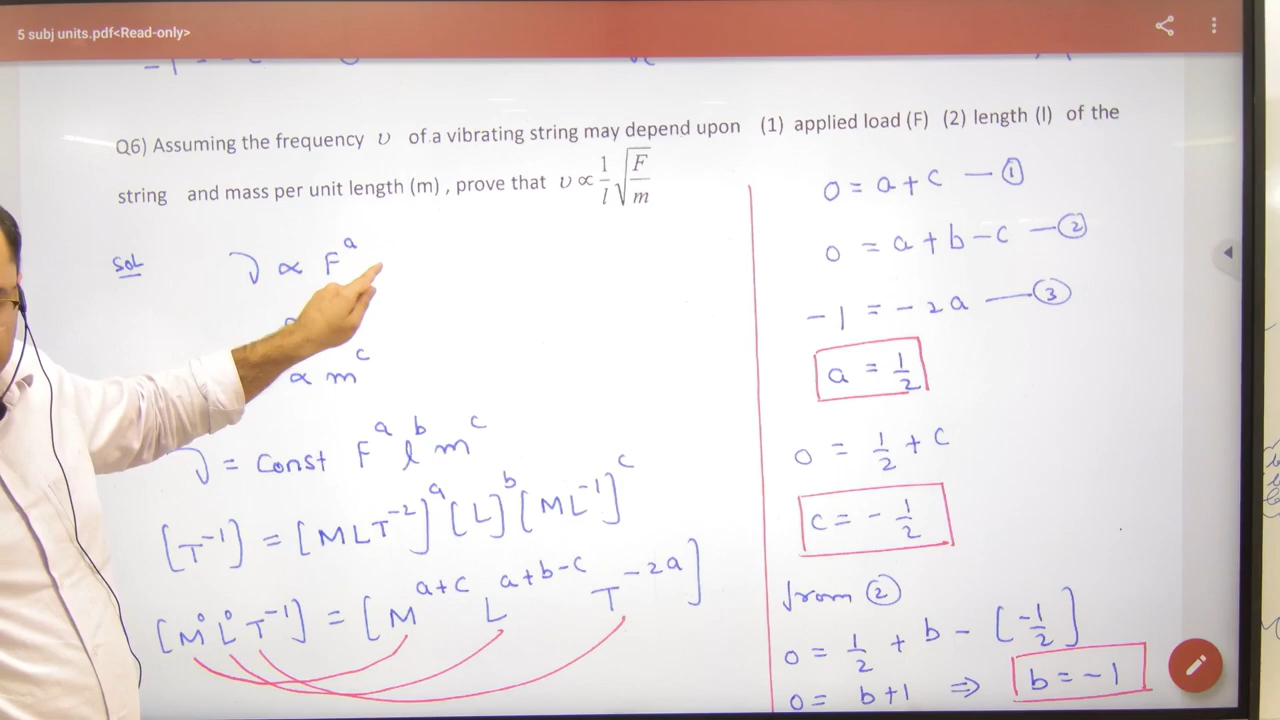 5 subj units.pdf<Read-only>
Q6) Assuming the frequency υ of a vibrating string may depend upon (1) applied load (F) (2) length (l) of the
string and mass per unit length (m) , prove that υ ∝ 1/l √(F/m)
Sol
ν ∝ F^a
∝ m^c
ν = Const F^a l^b m^c
[T^-1] = [MLT^-2]^a [L]^b [ML^-1]^c
[M^0 L^0 T^-1] = [M^a+c L^a+b-c T^-2a]
0 = a + c — ①
0 = a + b - c — ②
-1 = -2a — ③
a = 1/2
0 = 1/2 + c
c = - 1/2
from ②
0 = 1/2 + b - [-1/2]
0 = b+1 ⇒ b = -1